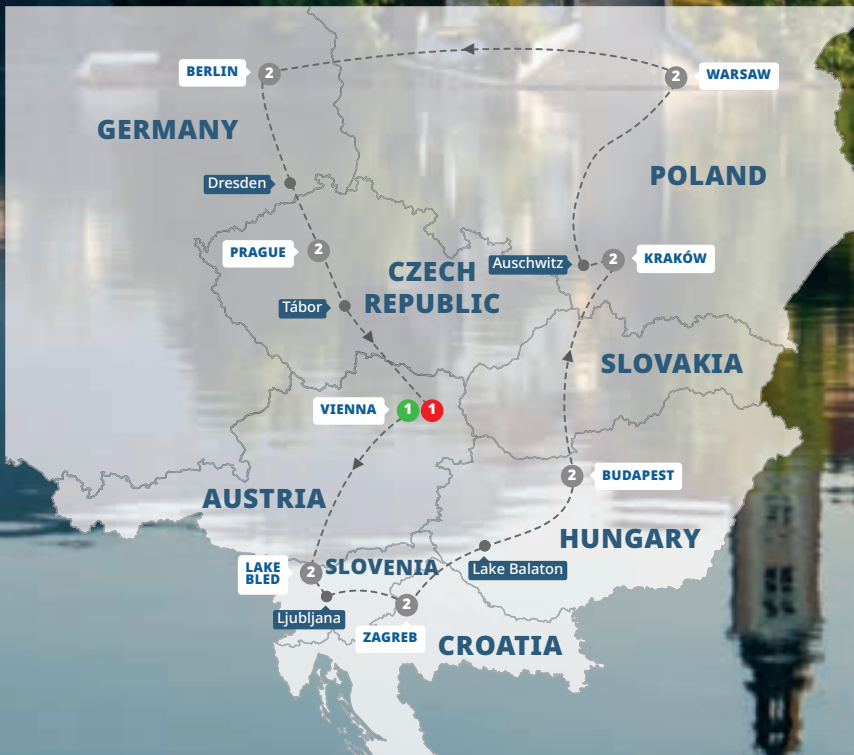 BERLIN
2
2
WARSAW
GERMANY
POLAND
Dresden
PRAGUE
2
CZECH
REPUBLIC
Auschwitz
2
KRAKÓW
Tábor
SLOVAKIA
VIENNA
1
1
AUSTRIA
2
BUDAPEST
HUNGARY
LAKE
BLED
2
SLOVENIA
Lake Balaton
Ljubljana
2
ZAGREB
CROATIA